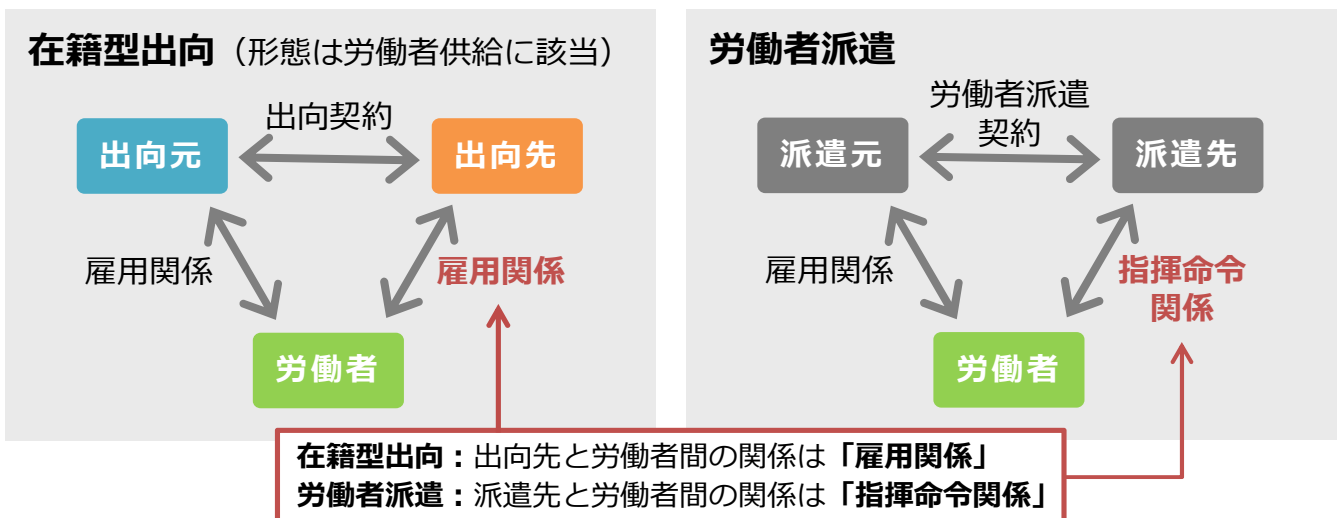 在籍型出向（形態は労働者供給に該当）
出向契約
出向元
出向先
雇用関係
雇用関係
労働者
労働者派遣
労働者派遣
契約
派遣元
派遣先
雇用関係
指揮命令
関係
労働者
在籍型出向：出向先と労働者間の関係は「雇用関係」
労働者派遣：派遣先と労働者間の関係は「指揮命令関係」